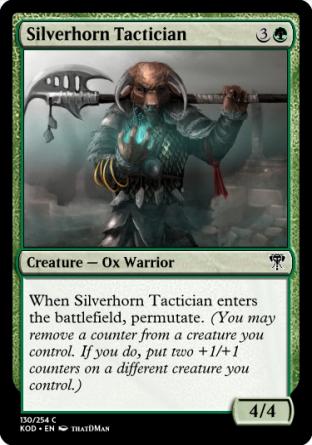 Silverhorn Tactician 3
Creature — Ox Warrior
When Silverhorn Tactician enters
the battlefield, permutate. (You may
remove a counter from a creature you
control. If you do, put two +1/+1
counters on a different creature you
control.)
4/4
130/254 C
KOD • EN THATDMAN